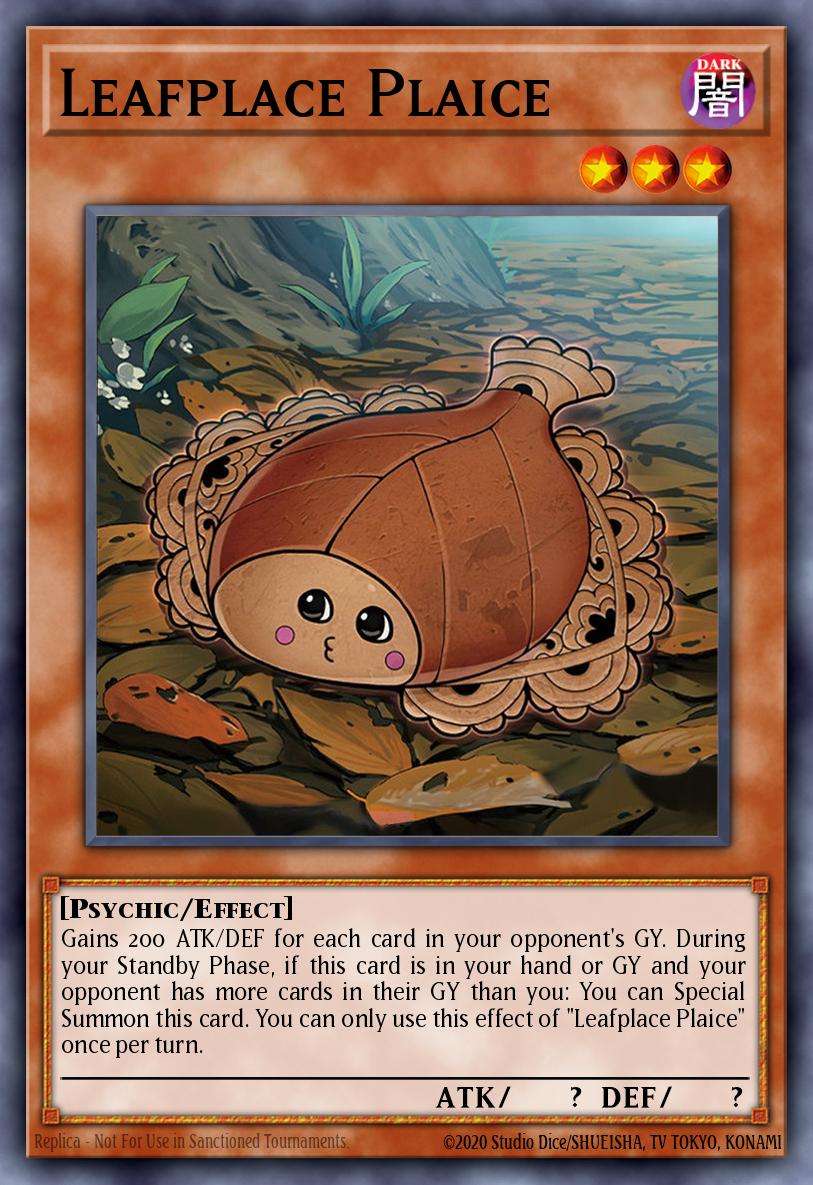 Leafplace Plaice
DARK
闇
[Psychic/Effect]
Gains 200 ATK/DEF for each card in your opponent's GY. During
your Standby Phase, if this card is in your hand or GY and your
opponent has more cards in their GY than you: You can Special
Summon this card. You can only use this effect of "Leafplace Plaice"
once per turn.
ATK/ ? DEF/ ?
Replica - Not For Use in Sanctioned Tournaments.
©2020 Studio Dice/SHUEISHA, TV TOKYO, KONAMI